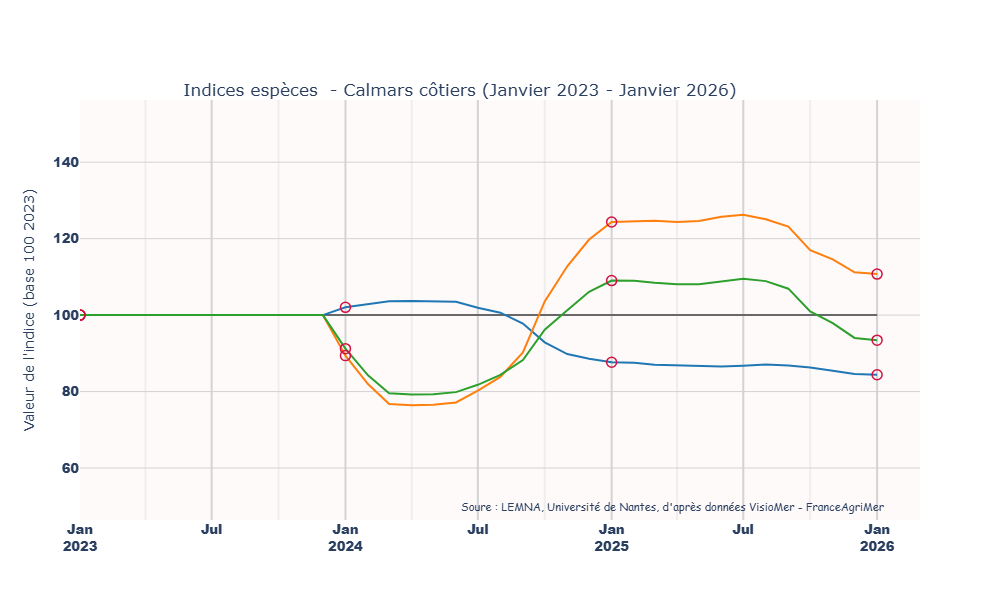 Indices espèces - Calmars côtiers (Janvier 2023 - Janvier 2026)
Valeur de l'indice (base 100 2023)
140
120
100
80
60
Soure : LEMNA, Université de Nantes, d'après données VisioMer - FranceAgriMer
Jan Jul Jan Jul Jan Jul Jan
2023 2024 2025 2026